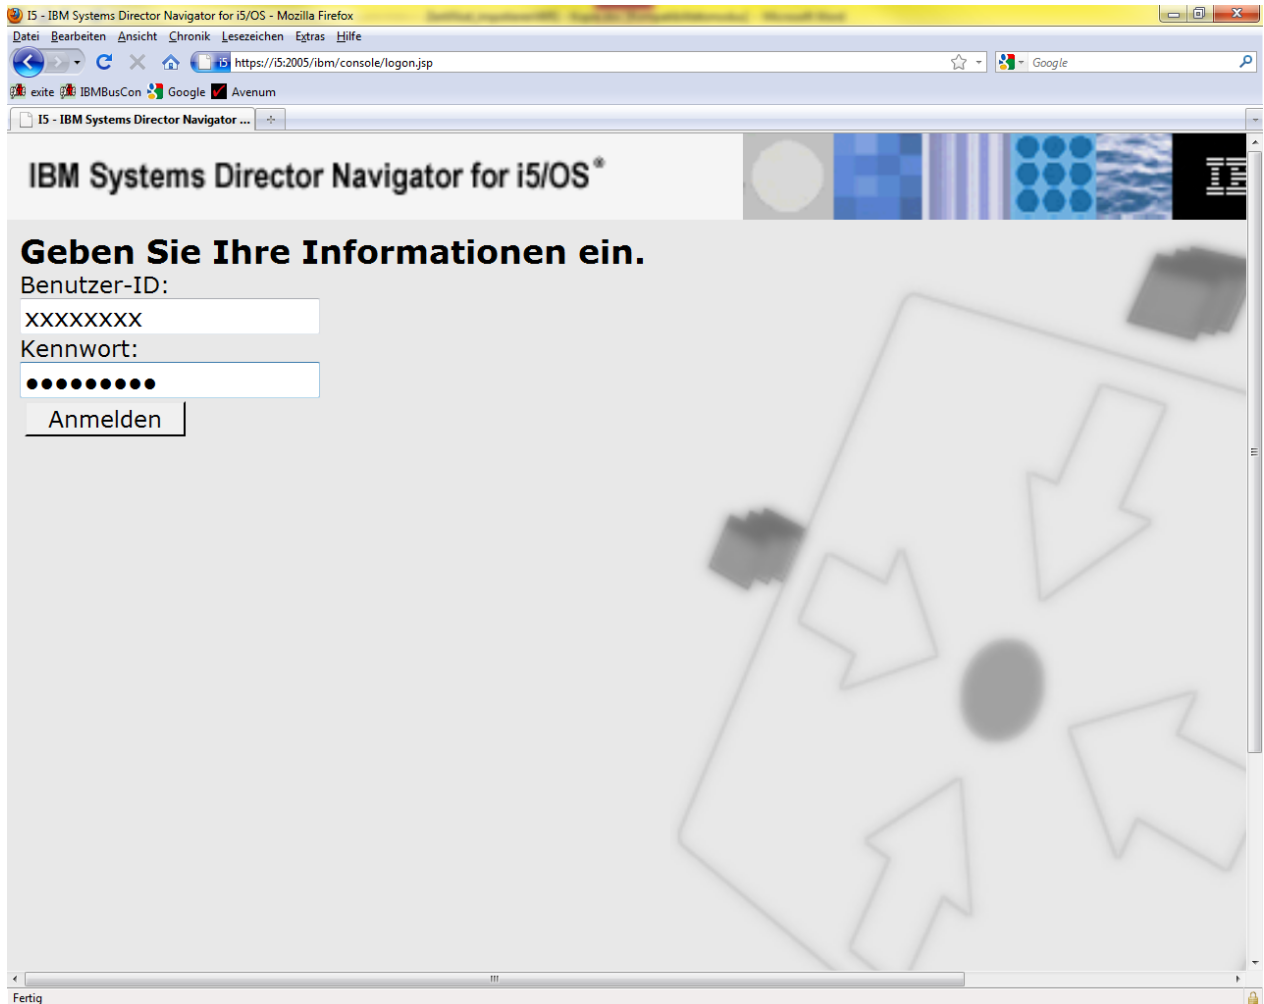 I5 - IBM Systems Director Navigator for i5/OS - Mozilla Firefox
Datei Bearbeiten Ansicht Chronik Lesezeichen Extras Hilfe
i5 https://i5:2005/ibm/console/logon.jsp Google
exite IBMBusCon Google Avenum
I5 - IBM Systems Director Navigator ...
IBM Systems Director Navigator for i5/OS®
Geben Sie Ihre Informationen ein.
Benutzer-ID:
xxxxxxxx
Kennwort:
●●●●●●●●●
Anmelden
Fertig